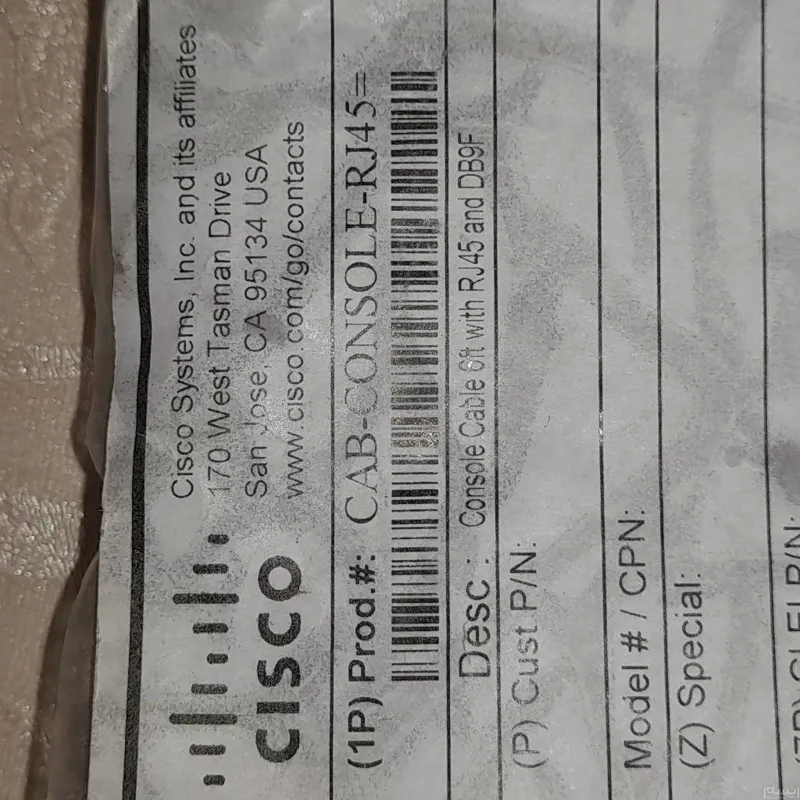 Cisco Systems, Inc. and its affiliates
170 West Tasman Drive
San Jose, CA 95134 USA
www.cisco.com/go/contacts
CISCO
(1P) Prod.#: CAB-CONSOLE-RJ45=
Desc : Console Cable 6ft with RJ45 and DB9F
(P) Cust P/N:
Model # / CPN:
(Z) Special: